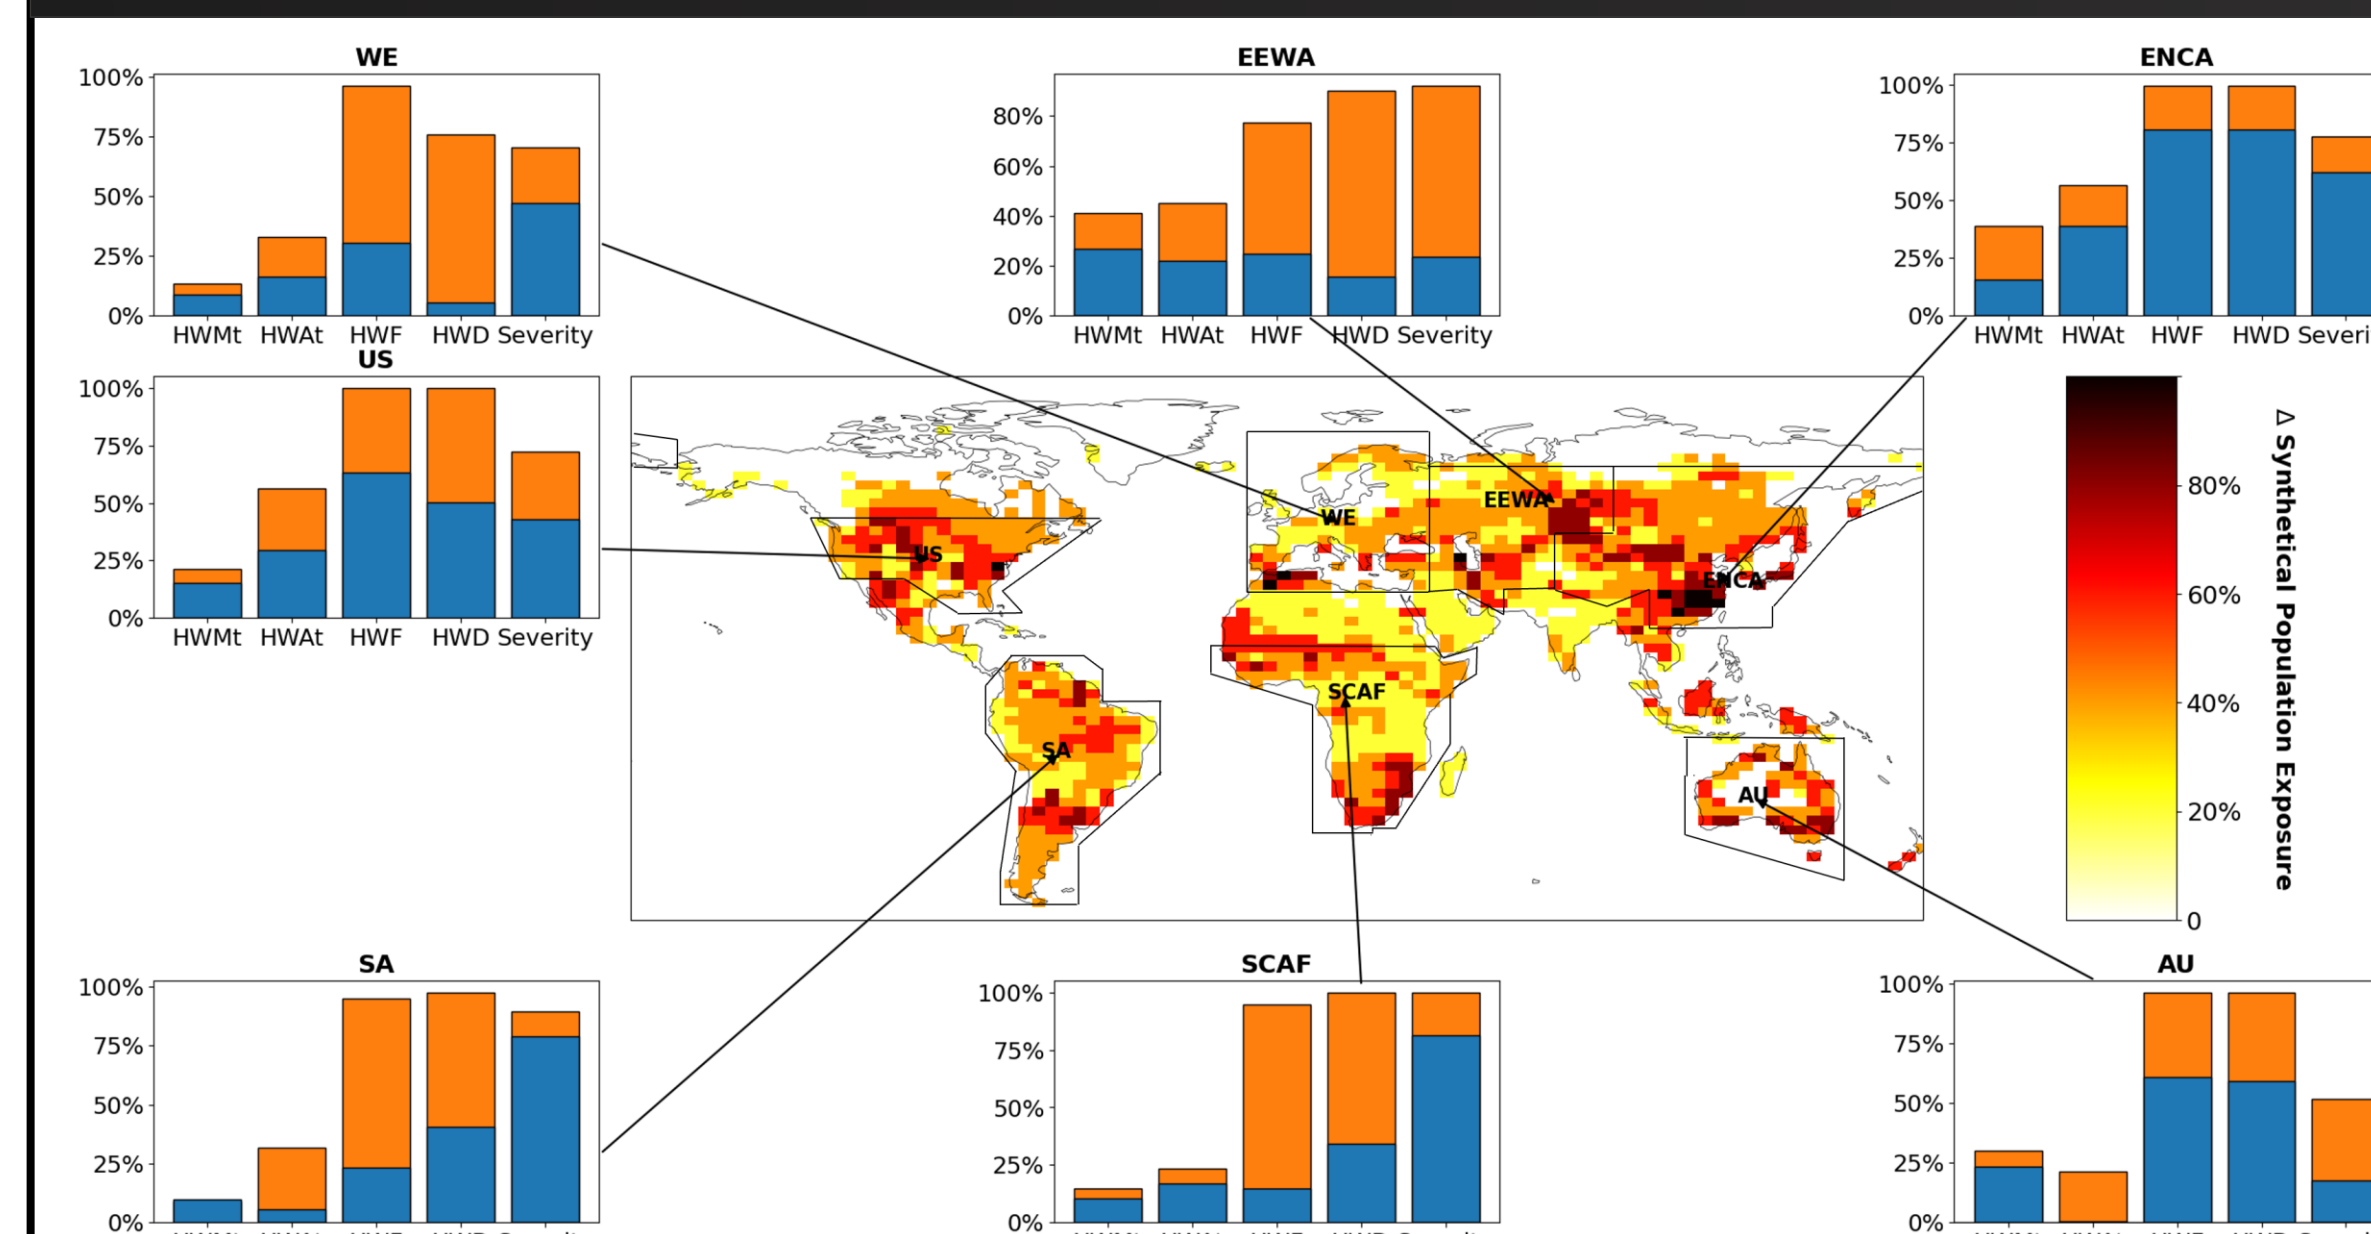 WE
100%
75%
50%
25%
0%
HWMt HWAt HWF HWD Severity
EEWA
80%
60%
40%
20%
0%
HWMt HWAt HWF HWD Severity
ENCA
100%
75%
50%
25%
0%
HWMt HWAt HWF HWD Severi
US
100%
75%
50%
25%
0%
HWMt HWAt HWF HWD Severity
WE
EEWA
US
ENCA
SCAF
SA
AU
80%
60%
40%
20%
0
Δ Synthetical Population Exposure
SA
100%
75%
50%
25%
0%
SCAF
100%
75%
50%
25%
0%
AU
100%
75%
50%
25%
0%